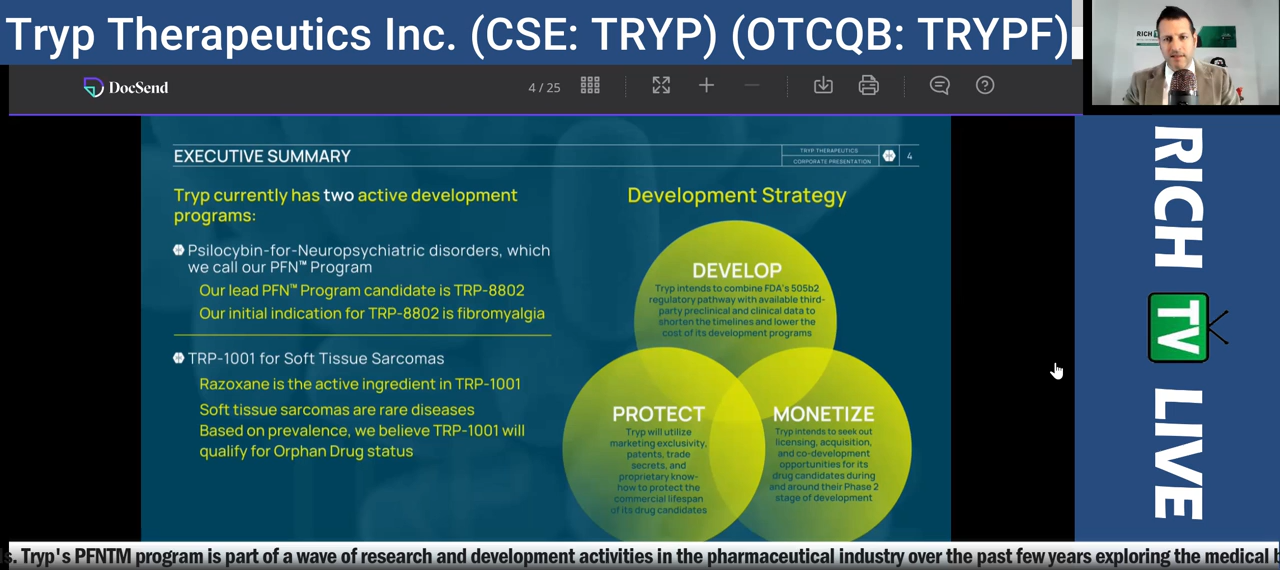 Tryp Therapeutics Inc. (CSE: TRYP) (OTCQB: TRYPF)
DocSend
4 / 25
EXECUTIVE SUMMARY
TRYP THERAPEUTICS
CORPORATE PRESENTATION
4
Tryp currently has two active development
programs:
Psilocybin-for-Neuropsychiatric disorders, which
we call our PFN™ Program
Our lead PFN™ Program candidate is TRP-8802
Our initial indication for TRP-8802 is fibromyalgia
TRP-1001 for Soft Tissue Sarcomas
Razoxane is the active ingredient in TRP-1001
Soft tissue sarcomas are rare diseases
Based on prevalence, we believe TRP-1001 will
qualify for Orphan Drug status
Development Strategy
DEVELOP
Tryp intends to combine FDA's 505b2
regulatory pathway with available third-
party preclinical and clinical data to
shorten the timelines and lower the
cost of its development programs
PROTECT
Tryp will utilize
marketing exclusivity,
patents, trade
secrets, and
proprietary know-
how to protect the
commercial lifespan
of its drug candidates
MONETIZE
Tryp intends to seek out
licensing, acquisition,
and co-development
opportunities for its
drug candidates during
and around their Phase 2
stage of development
RICH
TV
LIVE
RICH
s. Tryp's PFNTM program is part of a wave of research and development activities in the pharmaceutical industry over the past few years exploring the medical b